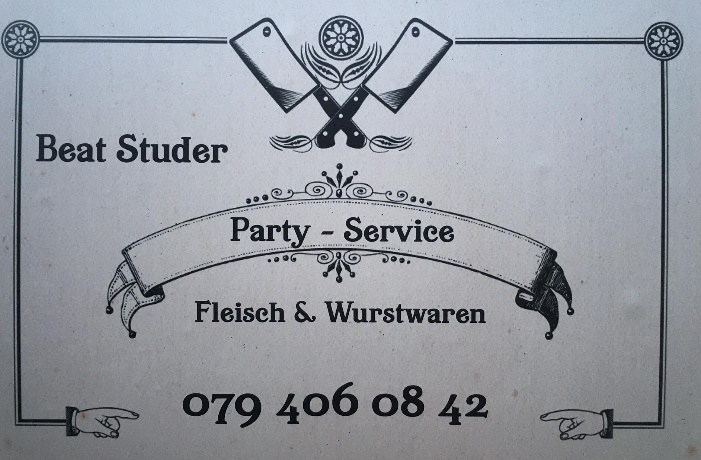 Beat Studer
Party - Service
Fleisch & Wurstwaren
079 406 08 42